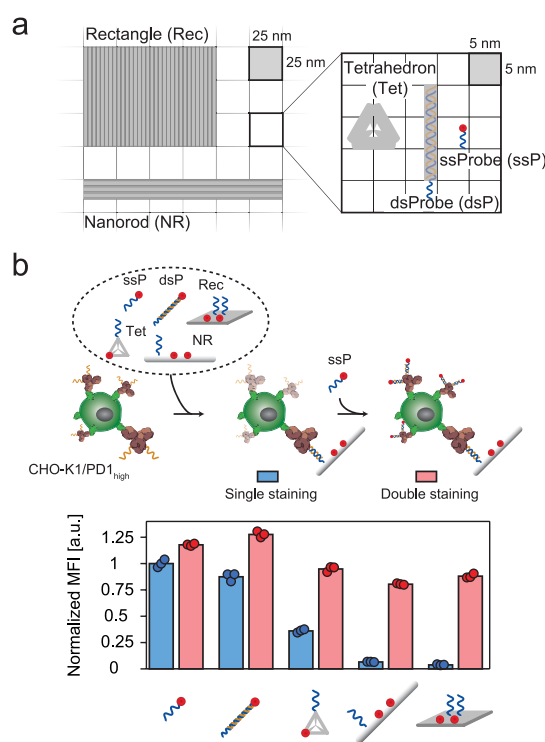 a
Rectangle (Rec)
25 nm
25 nm
Nanorod (NR)
5 nm
5 nm
Tetrahedron
(Tet)
ssProbe (ssP)
dsProbe (dsP)
b
ssP
dsP
Rec
Tet
NR
ssP
CHO-K1/PD1high
Single staining
Double staining
Normalized MFI [a.u.]
1.25
1
0.75
0.5
0.25
0